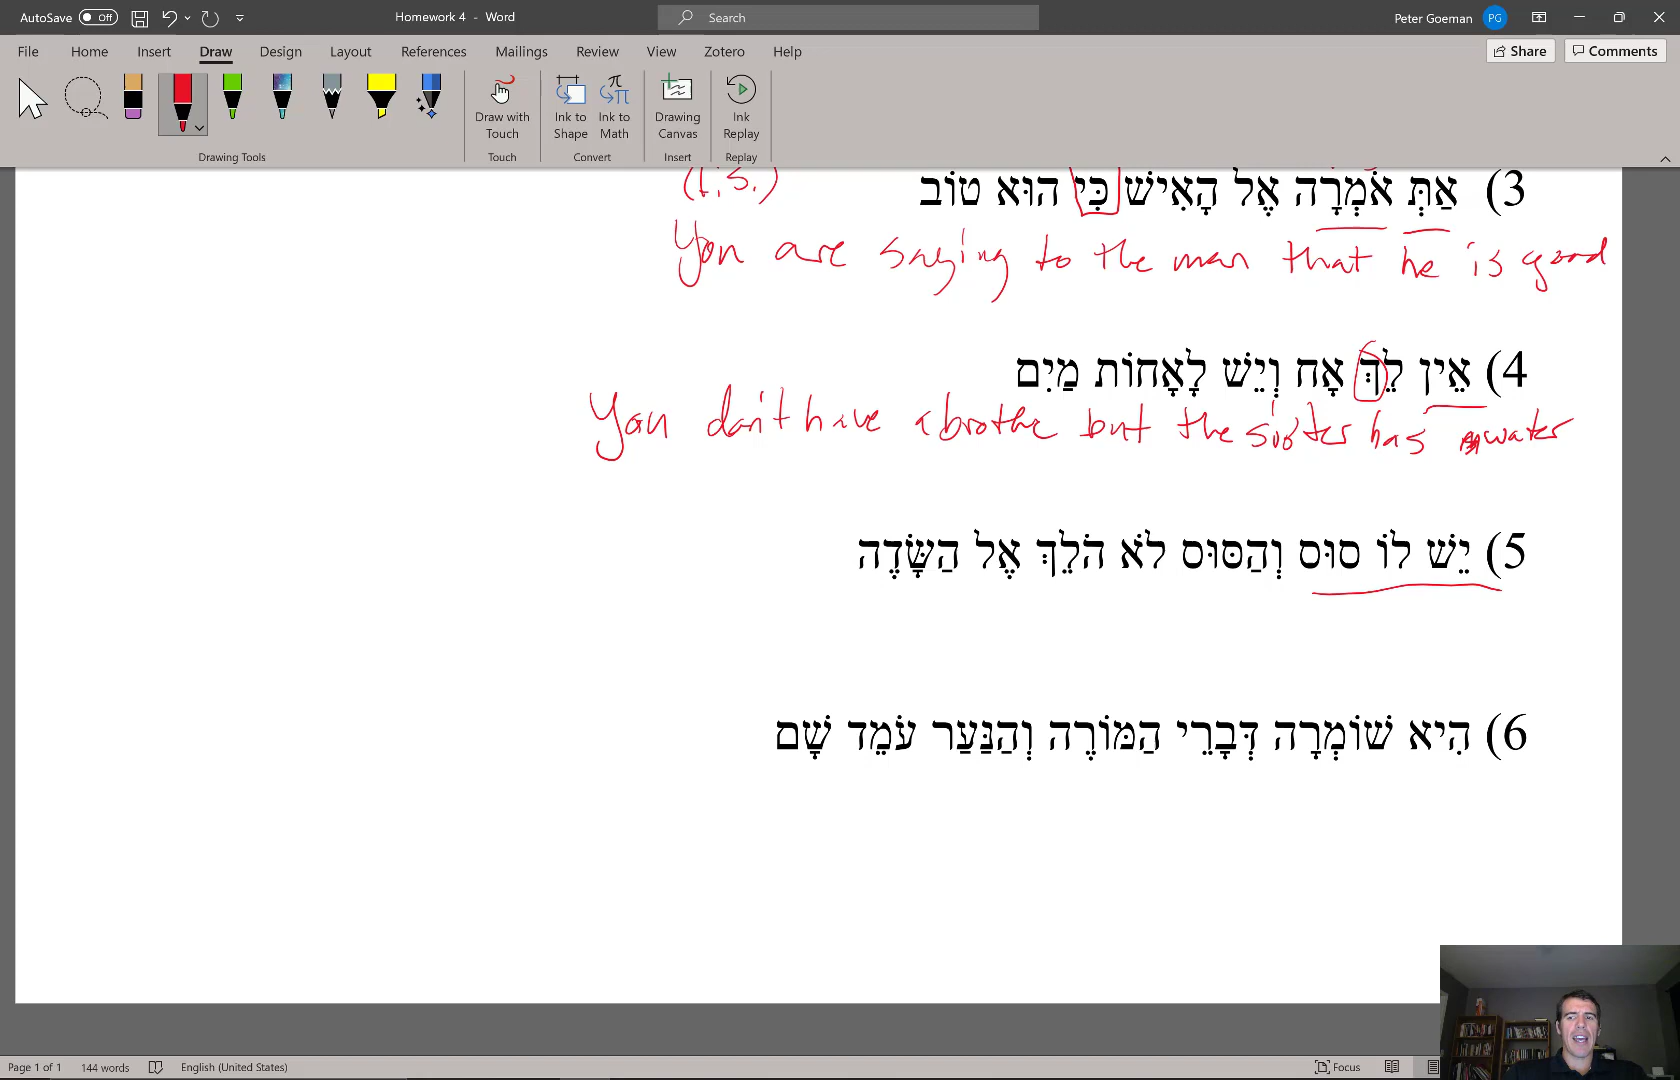 AutoSave Off Homework 4 - Word Search Peter Goeman PG
File Home Insert Draw Design Layout References Mailings Review View Zotero Help Share Comments
Draw with Touch
Ink to Shape
Ink to Math
Drawing Canvas
Ink Replay
Drawing Tools Touch Convert Insert Replay
(f.s.)
3) אַתְּ אֹמְרָה אֶל הָאִישׁ כִּי הוּא טוֹב
You are saying to the man that he is good
4) אֵין לֵךְ אָח וְיֵשׁ לָאָחוֹת מַיִם
You don't have a brothe but the sister has water
5) יֵשׁ לוֹ סוּס וְהַסּוּס לֹא הֹלֵךְ אֶל הַשָּׂדֶה
6) הִיא שׁוֹמְרָה דְּבָרֵי הַמּוֹרֶה וְהַנַּעַר עֹמֵד שָׁם
Page 1 of 1 144 words English (United States) Focus